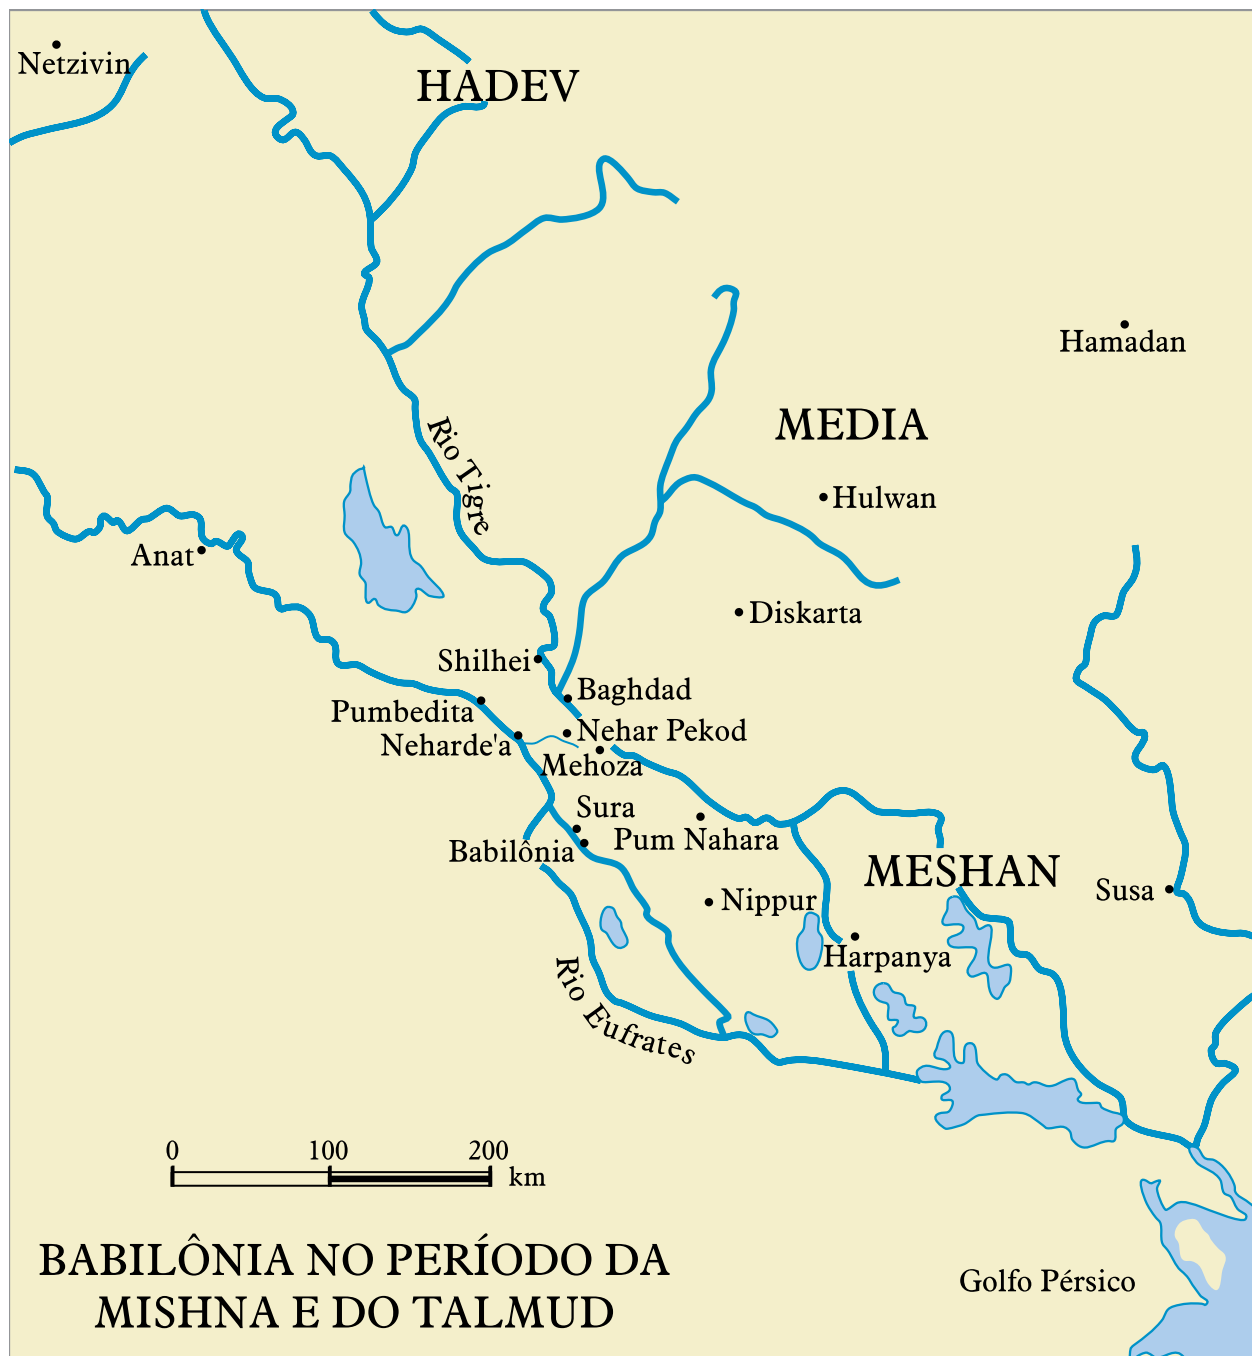 Netzivin
HADEV
Hamadan
MEDIA
Rio Tigre
Hulwan
Anat
Diskarta
Shilhei
Baghdad
Pumbedita
Nehar Pekod
Neharde'a
Mehoza
Sura
Pum Nahara
Babilônia
MESHAN
Susa
Nippur
Harpanya
Rio Eufrates
0 100 200
km
BABILÔNIA NO PERÍODO DA
MISHNA E DO TALMUD
Golfo Pérsico